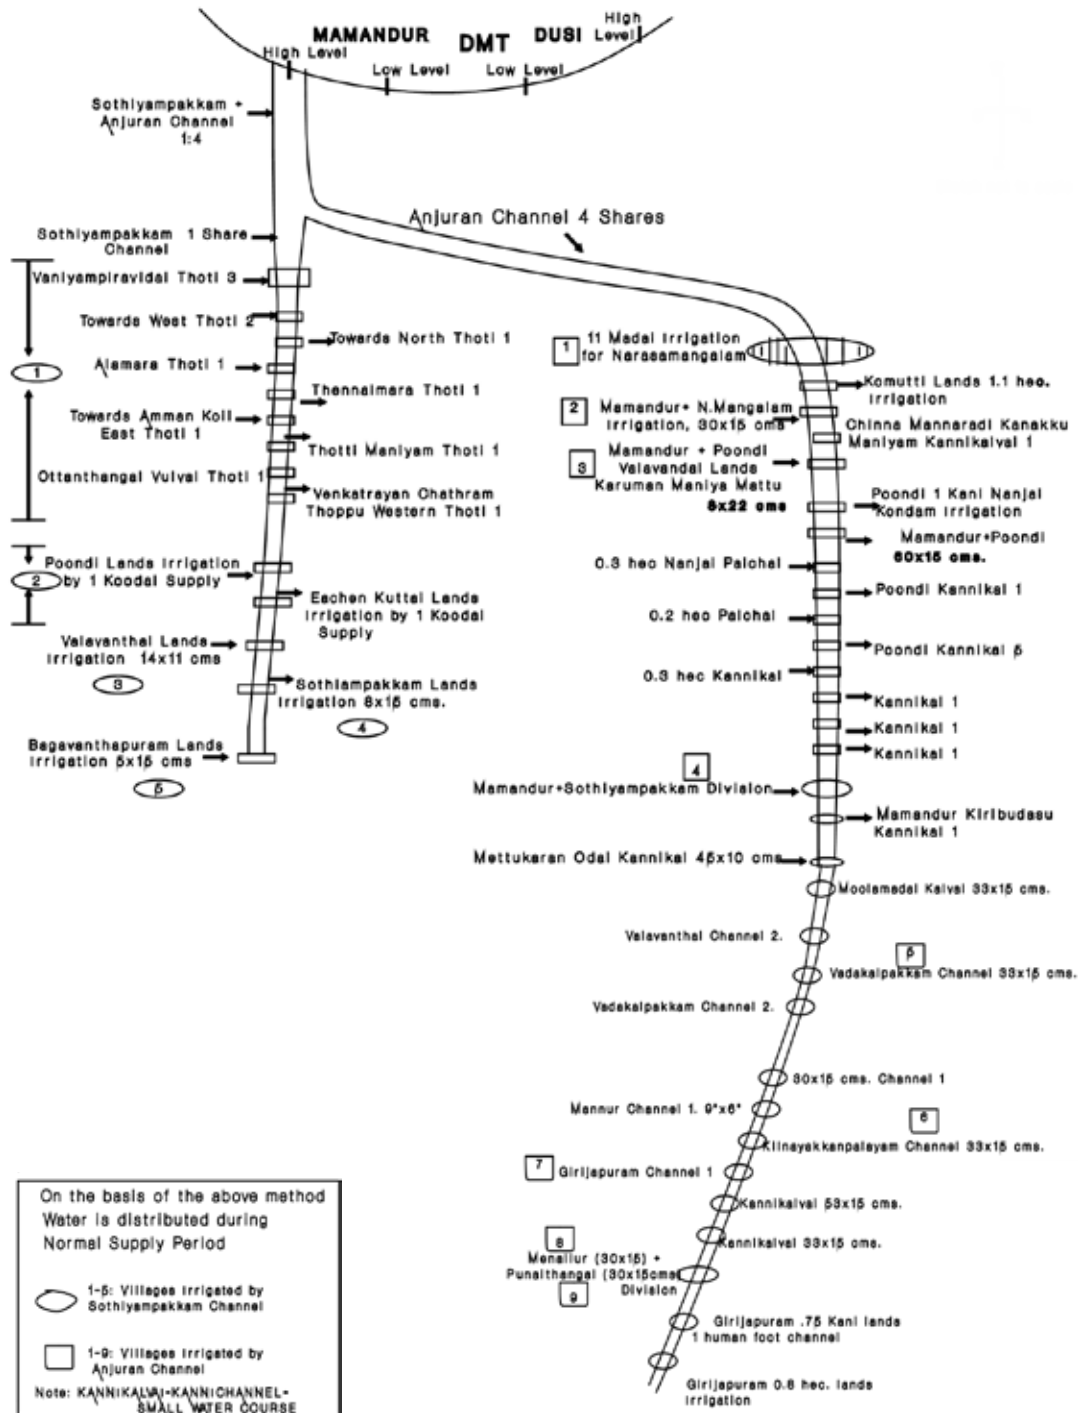 MAMANDUR
DMT
DUSI
High
Level
High Level
Low Level
Low Level
Sothiyampakkam +
Anjuran Channel
1:4
Anjuran Channel 4 Shares
Sothiyampakkam 1 Share
Channel
Vaniyampiravidai Thoti 3
Towards West Thoti 2
Towards North Thoti 1
1
Alamara Thoti 1
Thennaimara Thoti 1
Towards Amman Koil
East Thoti 1
Thotti Maniyam Thoti 1
Ottanthangal Vulvai Thoti 1
Venkatrayan Chathram
Thoppu Western Thoti 1
2
Poondi Lands Irrigation
by 1 Koodai Supply
Eachen Kuttai Lands
Irrigation by 1 Koodai
Supply
Valavanthal Lands
Irrigation 14x11 cms
3
Sothiampakkam Lands
Irrigation 8x15 cms.
4
Bagavanthapuram Lands
Irrigation 5x15 cms
5
1
11 Madai Irrigation
for Narasamangalam
Komutti Lands 1.1 hec.
Irrigation
2
Mamandur+ N.Mangalam
Irrigation, 30x15 cms
Chinna Mannaradi Kanakku
Maniyam Kannikalvai 1
3
Mamandur + Poondi
Valavandal Lands
Karuman Maniya Mattu
8x22 cms
Poondi 1 Kani Nanjai
Kondam Irrigation
Mamandur+Poondi
60x15 cms.
0.3 hec Nanjai Paichai
Poondi Kannikal 1
0.2 hec Paichai
Poondi Kannikal 5
0.3 hec Kannikal
Kannikal 1
Kannikal 1
Kannikal 1
4
Mamandur+Sothiyampakkam Division
Mamandur Kiribudasu
Kannikal 1
Mettukaran Odai Kannikal 45x10 cms
Moolamadai Kalvai 33x15 cms.
Valavanthal Channel 2.
5
Vadakalpakkam Channel 33x15 cms.
Vadakalpakkam Channel 2.
30x15 cms. Channel 1
Mannur Channel 1. 9"x6"
6
Kilnayakkanpalayam Channel 33x15 cms.
7
Girijapuram Channel 1
Kannikalvai 53x15 cms.
Kannikalvai 33x15 cms.
8
Menallur (30x15) +
Punaithangal (30x15cms)
Division
9
Girijapuram .75 Kani lands
1 human foot channel
Girijapuram 0.8 hec. lands
Irrigation
On the basis of the above method
Water is distributed during
Normal Supply Period
1-5: Villages Irrigated by
Sothiyampakkam Channel
1-9: Villages Irrigated by
Anjuran Channel
Note: KANNIKALVAI-KANNICHANNEL-
SMALL WATER COURSE